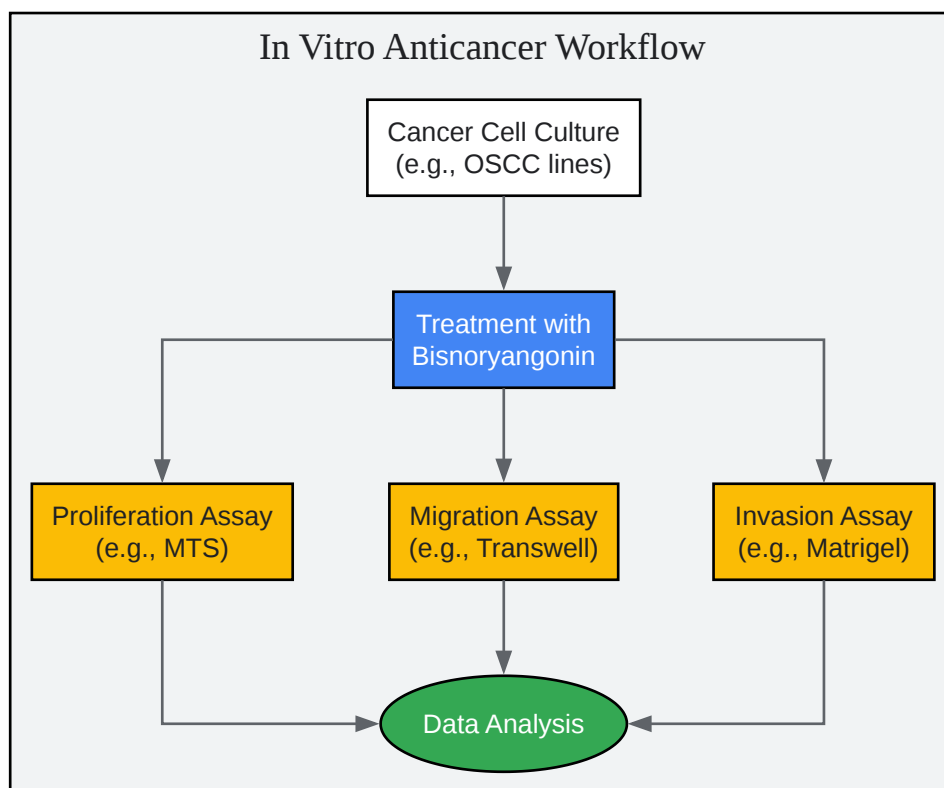 In Vitro Anticancer Workflow
Cancer Cell Culture
(e.g., OSCC lines)
Treatment with
Bisnoryangonin
Proliferation Assay
(e.g., MTS)
Migration Assay
(e.g., Transwell)
Invasion Assay
(e.g., Matrigel)
Data Analysis